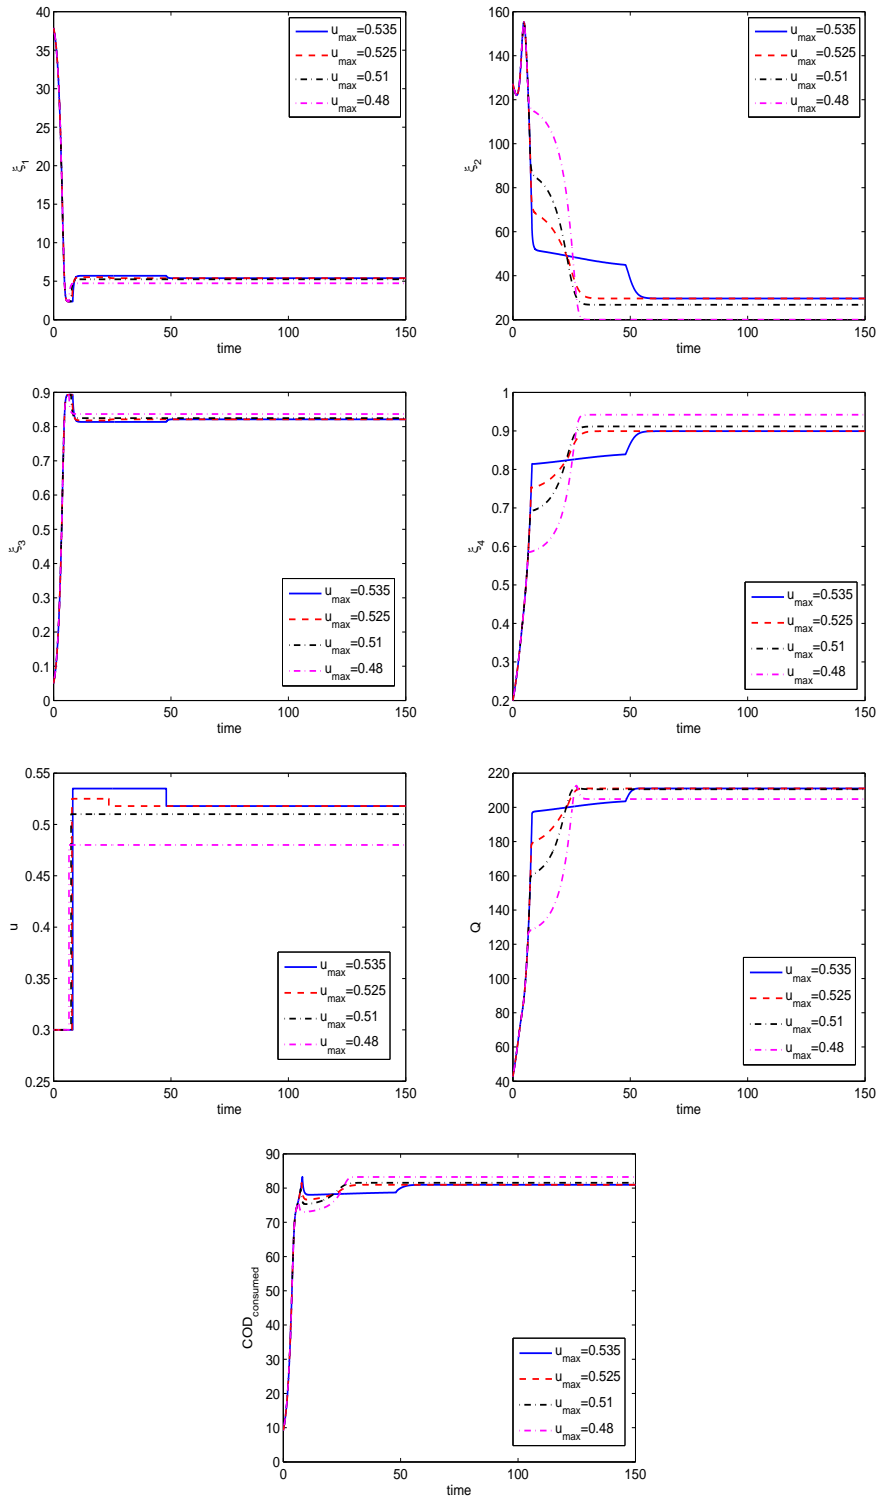 40
35
30
25
20
15
10
5
0
ξ1
u_max=0.535
u_max=0.525
u_max=0.51
u_max=0.48
0 50 100 150
time
160
140
120
100
80
60
40
20
ξ2
u_max=0.535
u_max=0.525
u_max=0.51
u_max=0.48
0 50 100 150
time
0.9
0.8
0.7
0.6
0.5
0.4
0.3
0.2
0.1
0
ξ3
u_max=0.535
u_max=0.525
u_max=0.51
u_max=0.48
0 50 100 150
time
1
0.9
0.8
0.7
0.6
0.5
0.4
0.3
0.2
ξ4
u_max=0.535
u_max=0.525
u_max=0.51
u_max=0.48
0 50 100 150
time
0.55
0.5
0.45
0.4
0.35
0.3
0.25
u
u_max=0.535
u_max=0.525
u_max=0.51
u_max=0.48
0 50 100 150
time
220
200
180
160
140
120
100
80
60
40
Q
u_max=0.535
u_max=0.525
u_max=0.51
u_max=0.48
0 50 100 150
time
90
80
70
60
50
40
30
20
10
0
COD_consumed
u_max=0.535
u_max=0.525
u_max=0.51
u_max=0.48
0 50 100 150
time